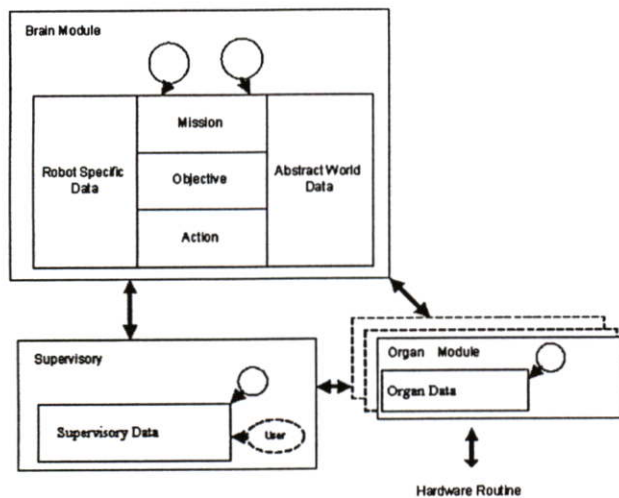 Brain Module
Mission
Robot Specific
Data
Objective
Abstract World
Data
Action
Supervisory
Supervisory Data
User
Organ Module
Organ Data
Hardware Routine